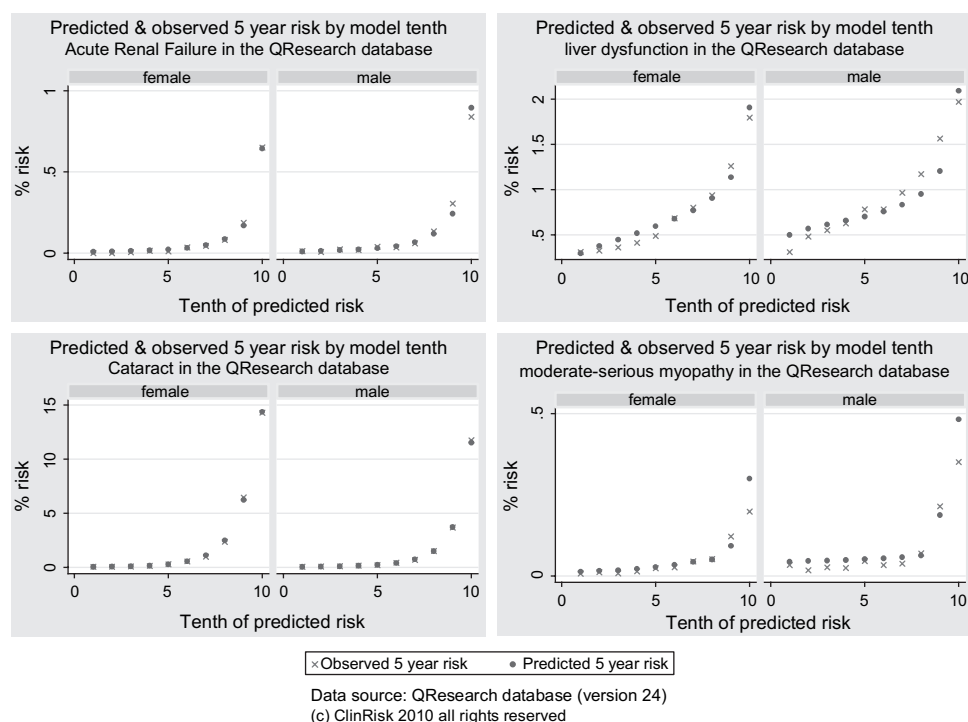 Predicted & observed 5 year risk by model tenth
Acute Renal Failure in the QResearch database
female
male
1
.5
0
% risk
0
5
10
0
5
10
Tenth of predicted risk
Predicted & observed 5 year risk by model tenth
liver dysfunction in the QResearch database
female
male
2
1.5
1
.5
% risk
0
5
10
0
5
10
Tenth of predicted risk
Predicted & observed 5 year risk by model tenth
Cataract in the QResearch database
female
male
15
10
5
0
% risk
0
5
10
0
5
10
Tenth of predicted risk
Predicted & observed 5 year risk by model tenth
moderate-serious myopathy in the QResearch database
female
male
.5
0
% risk
0
5
10
0
5
10
Tenth of predicted risk
Observed 5 year risk
Predicted 5 year risk
Data source: QResearch database (version 24)
(c) ClinRisk 2010 all rights reserved